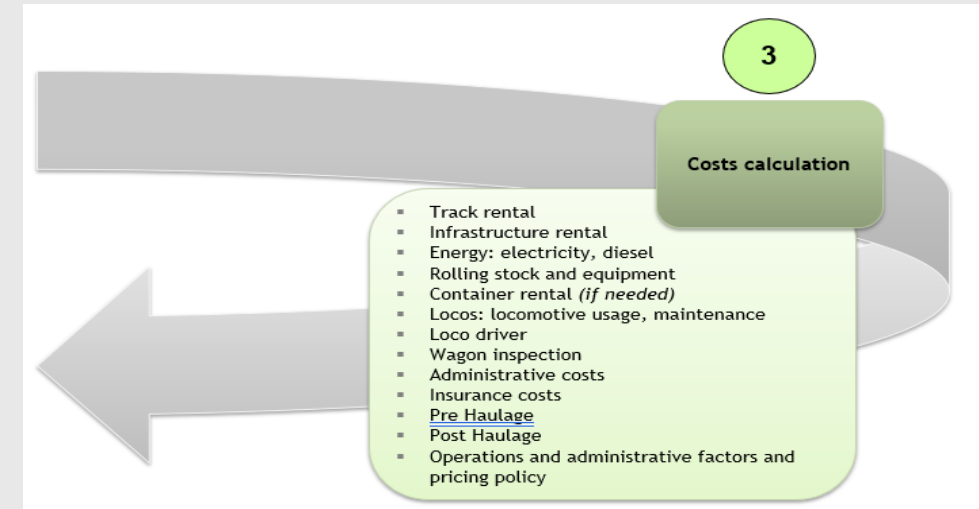 3
Costs calculation
▪ Track rental
▪ Infrastructure rental
▪ Energy: electricity, diesel
▪ Rolling stock and equipment
▪ Container rental (if needed)
▪ Locos: locomotive usage, maintenance
▪ Loco driver
▪ Wagon inspection
▪ Administrative costs
▪ Insurance costs
▪ Pre Haulage
▪ Post Haulage
▪ Operations and administrative factors and
pricing policy